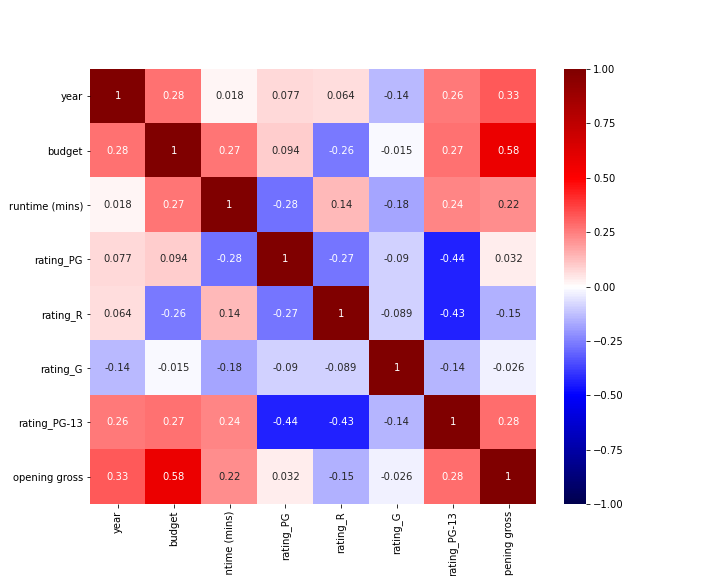 year 1 0.28 0.018 0.077 0.064 -0.14 0.26 0.33
budget 0.28 1 0.27 0.094 -0.26 -0.015 0.27 0.58
runtime (mins) 0.018 0.27 1 -0.28 0.14 -0.18 0.24 0.22
rating_PG 0.077 0.094 -0.28 1 -0.27 -0.09 -0.44 0.032
rating_R 0.064 -0.26 0.14 -0.27 1 -0.089 -0.43 -0.15
rating_G -0.14 -0.015 -0.18 -0.09 -0.089 1 -0.14 -0.026
rating_PG-13 0.26 0.27 0.24 -0.44 -0.43 -0.14 1 0.28
opening gross 0.33 0.58 0.22 0.032 -0.15 -0.026 0.28 1
year
budget
ntime (mins)
rating_PG
rating_R
rating_G
rating_PG-13
pening gross
1.00
0.75
0.50
0.25
0.00
−0.25
−0.50
−0.75
−1.00